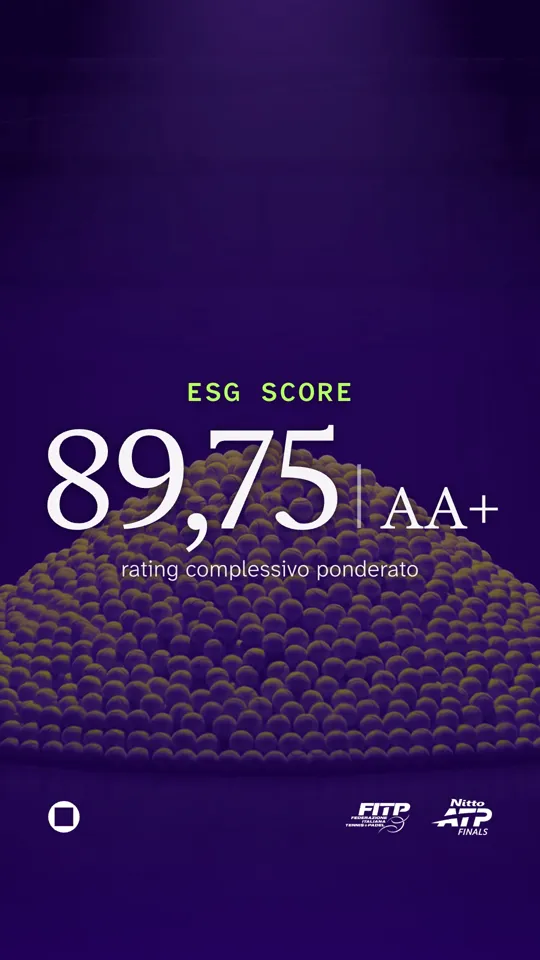 ESG SCORE
89,75 | AA+
rating complessivo ponderato
FITP
FEDERAZIONE
ITALIANA
TENNIS E PADEL
Nitto
ATP
FINALS